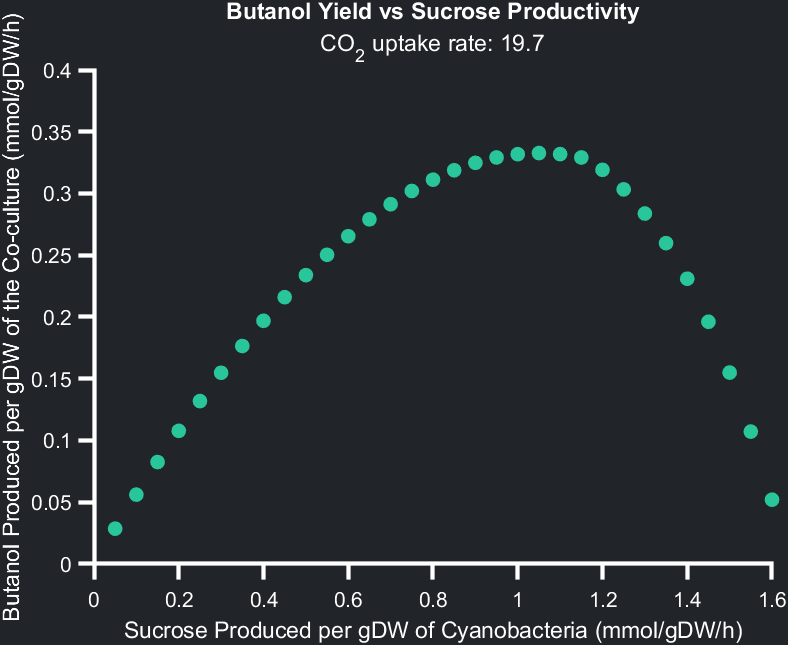 Butanol Yield vs Sucrose Productivity
CO2 uptake rate: 19.7
Butanol Produced per gDW of the Co-culture (mmol/gDW/h)
0.4
0.35
0.3
0.25
0.2
0.15
0.1
0.05
0
0 0.2 0.4 0.6 0.8 1 1.2 1.4 1.6
Sucrose Produced per gDW of Cyanobacteria (mmol/gDW/h)